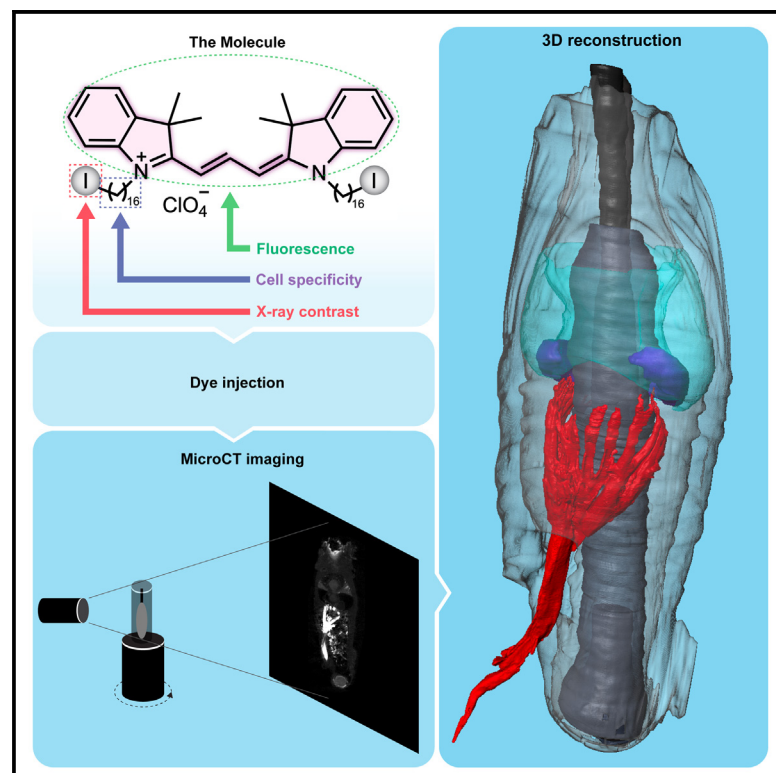 The Molecule
N
+
N
I
16
ClO4−
16
I
Fluorescence
Cell specificity
X-ray contrast
Dye injection
MicroCT imaging
3D reconstruction